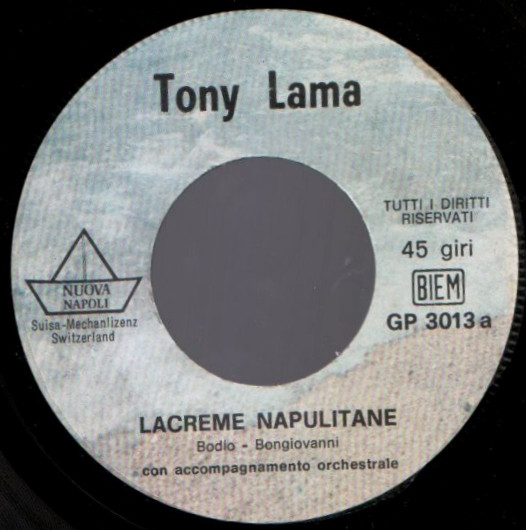 Tony Lama
TUTTI I DIRITTI
RISERVATI
45 giri
BIEM
GP 3013 a
NUOVA
NAPOLI
Suisa-Mechanlizenz
Switzerland
LACREME NAPULITANE
Bodio - Bongiovanni
con accompagnamento orchestrale